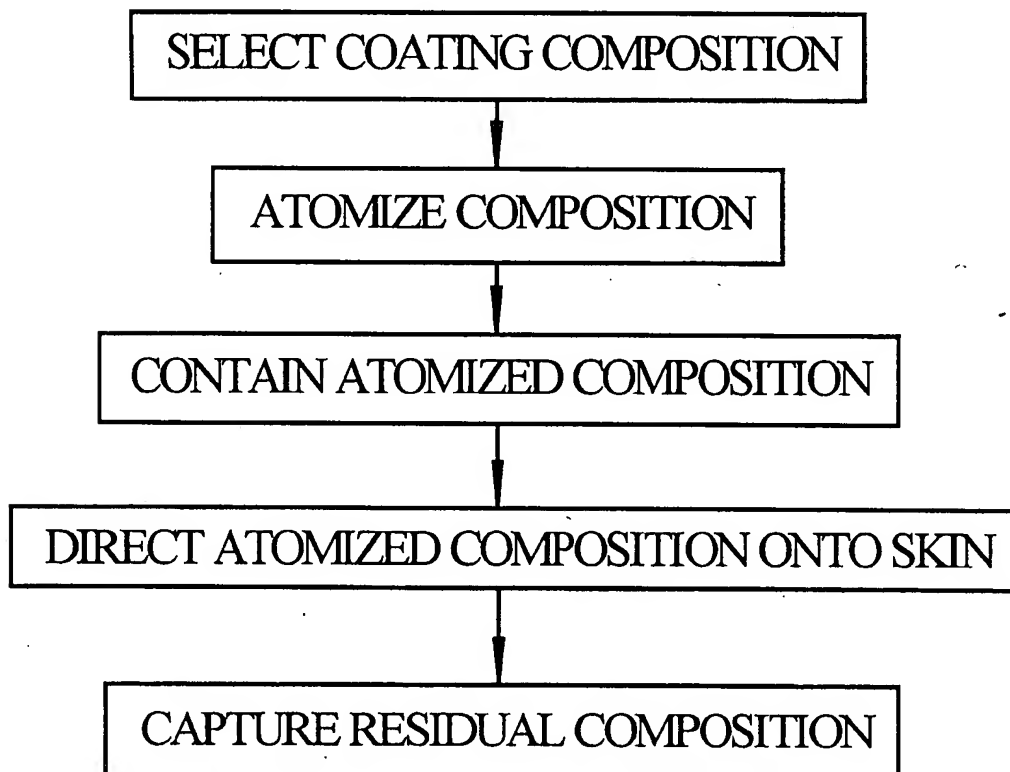 SELECT COATING COMPOSITION
ATOMIZE COMPOSITION
CONTAIN ATOMIZED COMPOSITION
DIRECT ATOMIZED COMPOSITION ONTO SKIN
CAPTURE RESIDUAL COMPOSITION